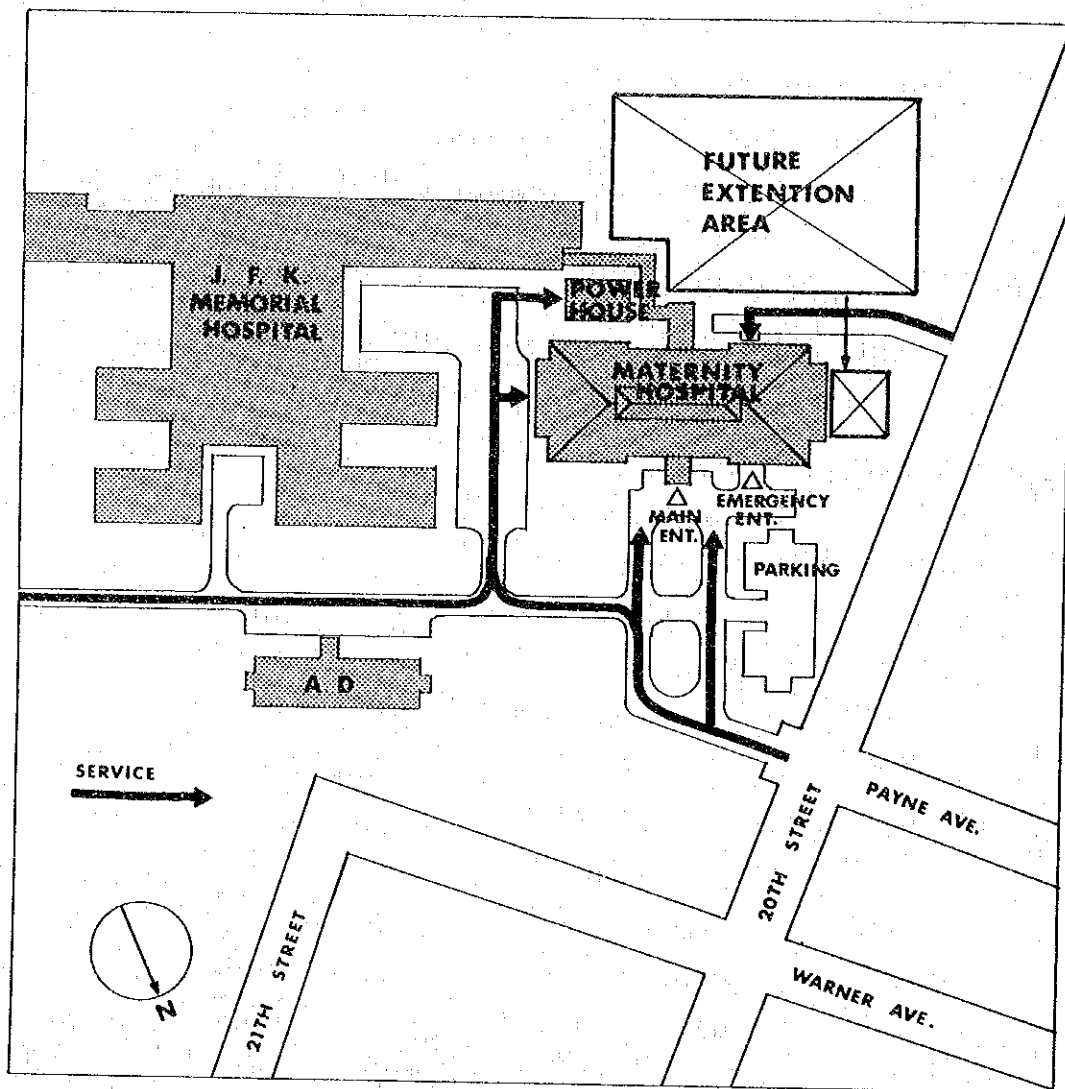 FUTURE
EXTENTION
AREA
J. F. K.
MEMORIAL
HOSPITAL
POWER
HOUSE
MATERNITY
HOSPITAL
MAIN
ENT.
EMERGENCY
ENT.
PARKING
A D
SERVICE
N
21TH STREET
20TH STREET
PAYNE AVE.
WARNER AVE.